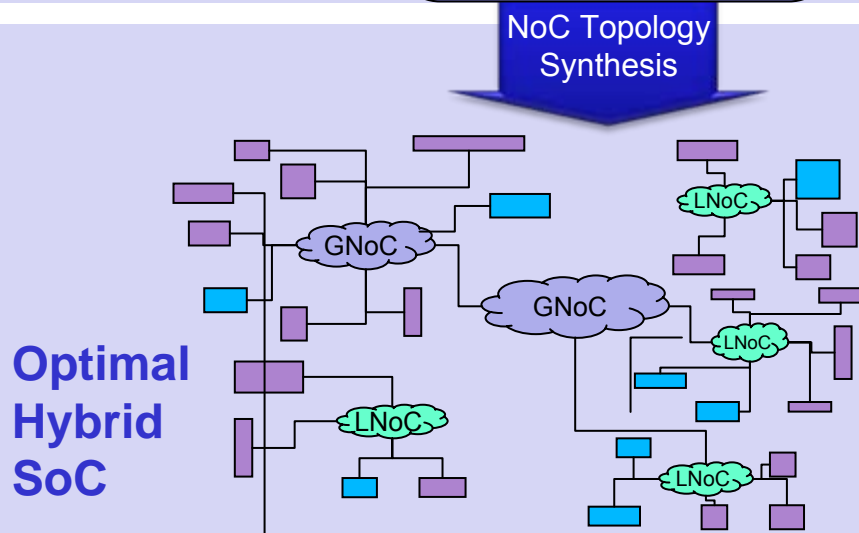 NoC Topology
Synthesis
LNoC
GNoC
GNoC
LNoC
Optimal
Hybrid
SoC
LNoC
LNoC